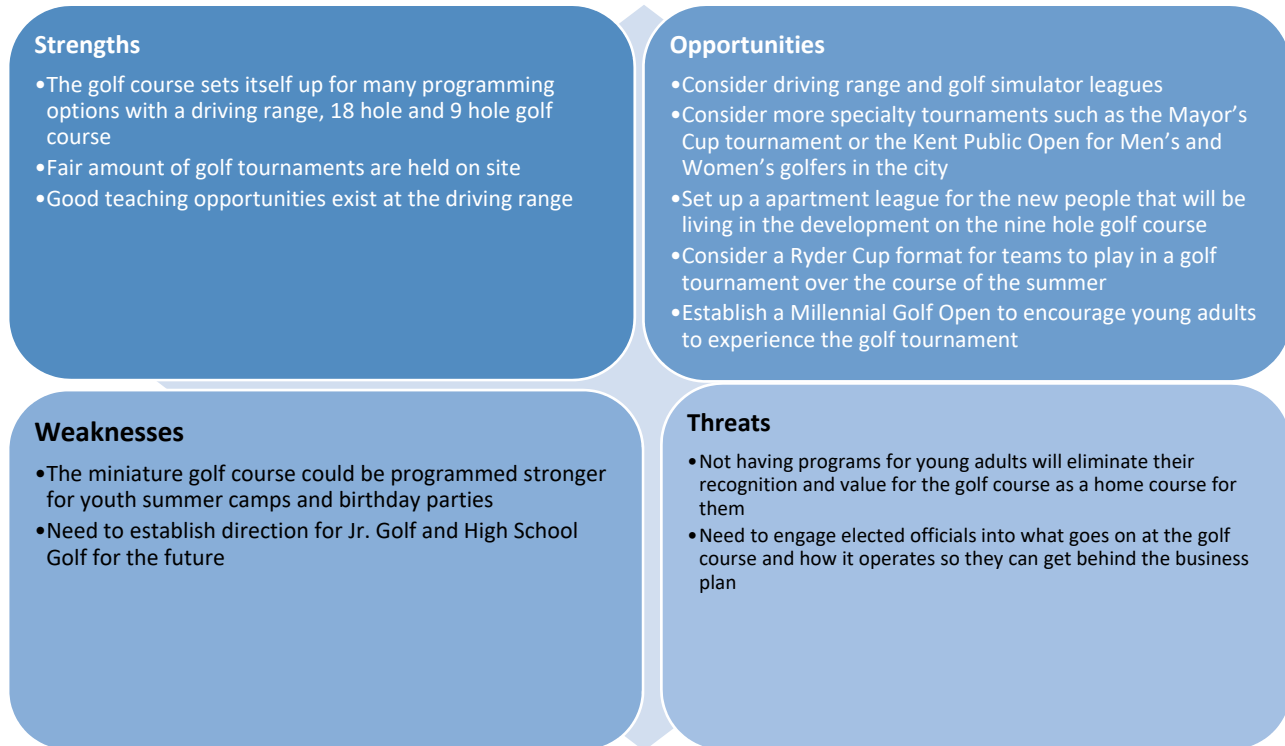 Strengths
•The golf course sets itself up for many programming
options with a driving range, 18 hole and 9 hole golf
course
•Fair amount of golf tournaments are held on site
•Good teaching opportunities exist at the driving range
Opportunities
•Consider driving range and golf simulator leagues
•Consider more specialty tournaments such as the Mayor’s
Cup tournament or the Kent Public Open for Men’s and
Women’s golfers in the city
•Set up a apartment league for the new people that will be
living in the development on the nine hole golf course
•Consider a Ryder Cup format for teams to play in a golf
tournament over the course of the summer
•Establish a Millennial Golf Open to encourage young adults
to experience the golf tournament
Weaknesses
•The miniature golf course could be programmed stronger
for youth summer camps and birthday parties
•Need to establish direction for Jr. Golf and High School
Golf for the future
Threats
•Not having programs for young adults will eliminate their
recognition and value for the golf course as a home course for
them
•Need to engage elected officials into what goes on at the golf
course and how it operates so they can get behind the business
plan